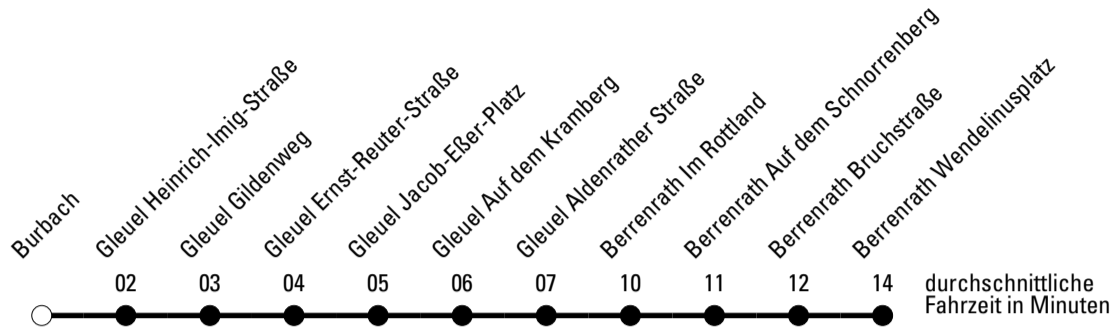 Burbach
Gleuel Heinrich-Imig-Straße
Gleuel Gildenweg
Gleuel Ernst-Reuter-Straße
Gleuel Jacob-Eßer-Platz
Gleuel Auf dem Kramberg
Gleuel Aldenrather Straße
Berrenrath Im Rottland
Berrenrath Auf dem Schnorrenberg
Berrenrath Bruchstraße
Berrenrath Wendelinusplatz
02 03 04 05 06 07 10 11 12 14
durchschnittliche
Fahrzeit in Minuten